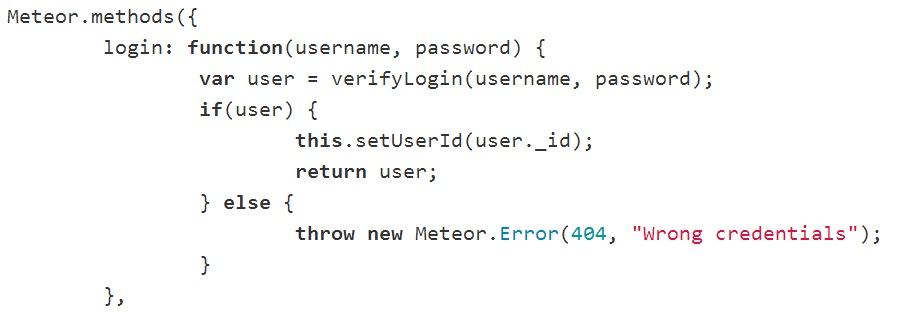 Meteor.methods({
login: function(username, password) {
var user = verifyLogin(username, password);
if(user) {
this.setUserId(user._id);
return user;
} else {
throw new Meteor.Error(404, "Wrong credentials");
}
},